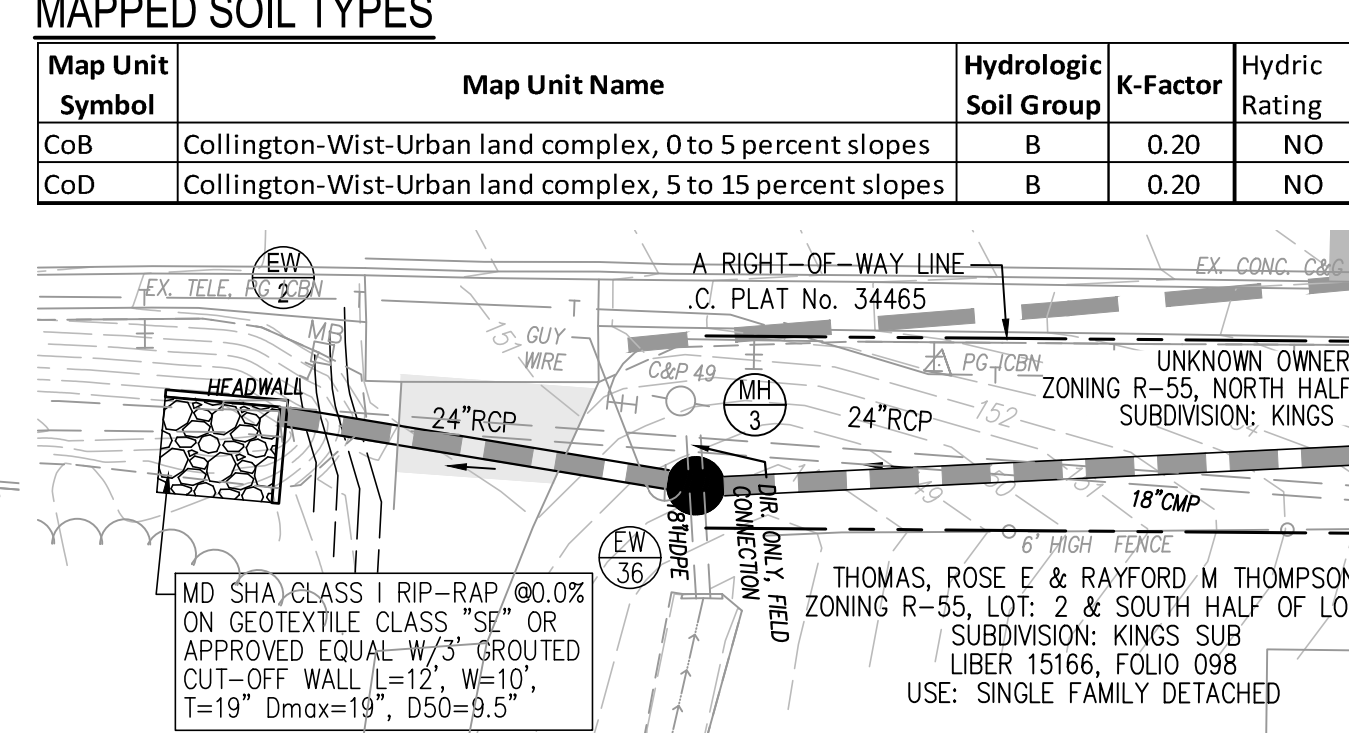 MAPPED SOIL TYPES
Map Unit Symbol Map Unit Name Hydrologic Soil Group K-Factor Hydric Rating
CoB Collington-Wist-Urban land complex, 0 to 5 percent slopes B 0.20 NO
CoD Collington-Wist-Urban land complex, 5 to 15 percent slopes B 0.20 NO
EW
2
EX. TELE. PG JCBN
MB
A RIGHT-OF-WAY LINE
.C. PLAT No. 34465
EX. CONC. C&G
151
GUY
WIRE
C&P 49
PG JCBN
UNKNOWN OWNER
ZONING R-55, NORTH HALF
SUBDIVISION: KINGS
HEADWALL
24"RCP
MH
3
24"RCP
152
49
50
51
18"CMP
DIR. ONLY, FIELD
CONNECTION
18"HDPE
6' HIGH FENCE
EW
36
THOMAS, ROSE E & RAYFORD M THOMPSON
ZONING R-55, LOT: 2 & SOUTH HALF OF LO
SUBDIVISION: KINGS SUB
LIBER 15166, FOLIO 098
USE: SINGLE FAMILY DETACHED
MD SHA CLASS I RIP-RAP @0.0%
ON GEOTEXTILE CLASS "SE" OR
APPROVED EQUAL W/3' GROUTED
CUT-OFF WALL L=12', W=10',
T=19" Dmax=19", D50=9.5"